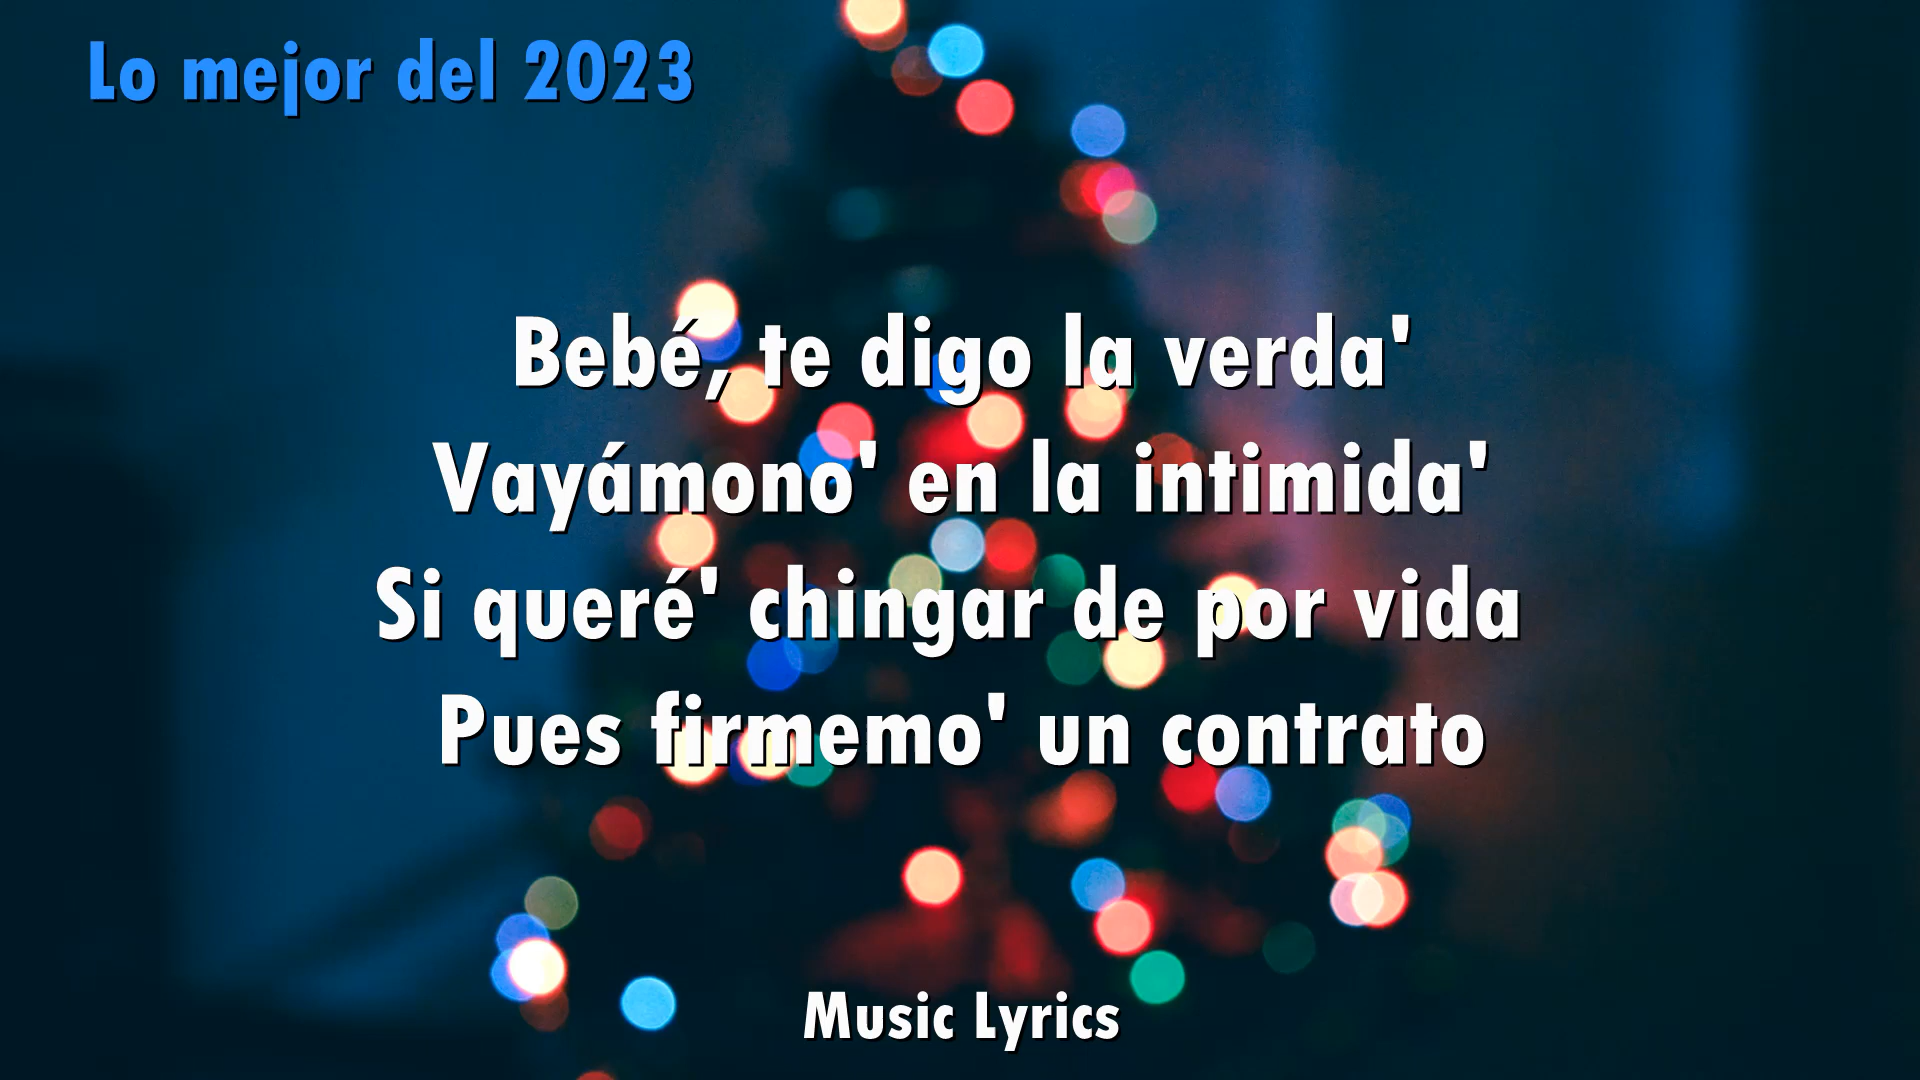 Lo mejor del 2023
Bebé, te digo la verda'
Vayámono' en la intimida'
Si queré' chingar de por vida
Pues firmemo' un contrato
Music Lyrics